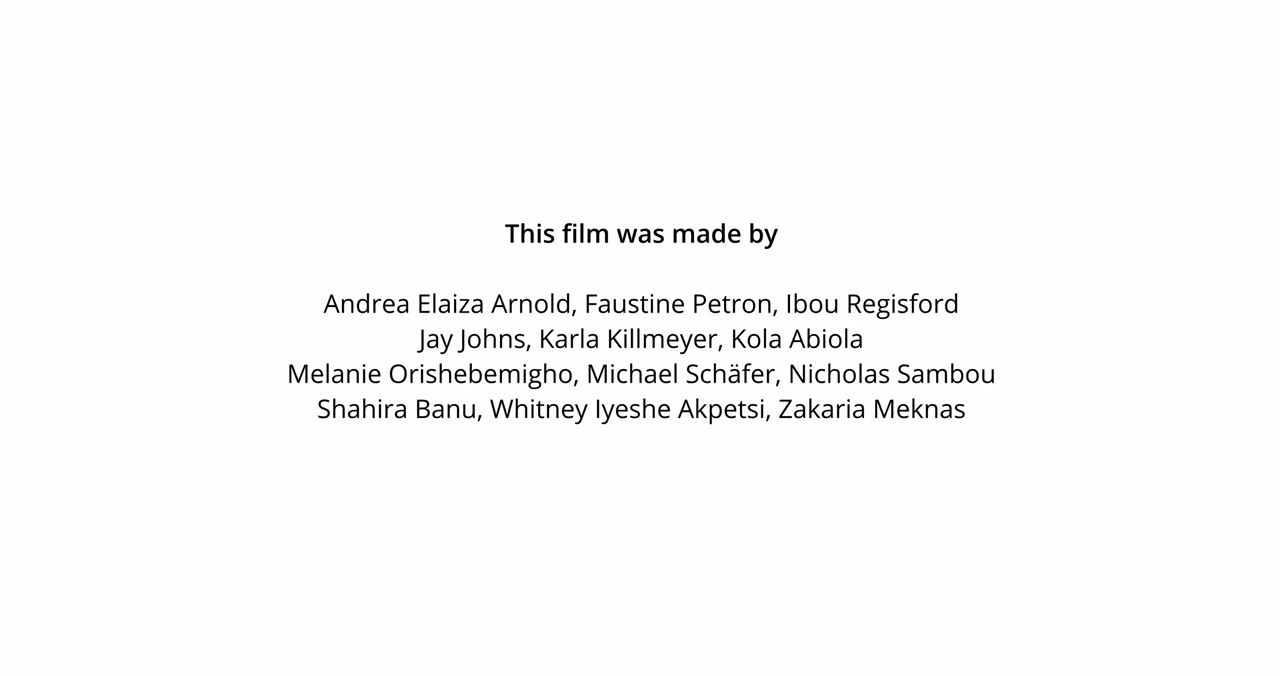 This film was made by
Andrea Elaiza Arnold, Faustine Petron, Ibou Regisford
Jay Johns, Karla Killmeyer, Kola Abiola
Melanie Orishebemigho, Michael Schäfer, Nicholas Sambou
Shahira Banu, Whitney Iyeshe Akpetsi, Zakaria Meknas